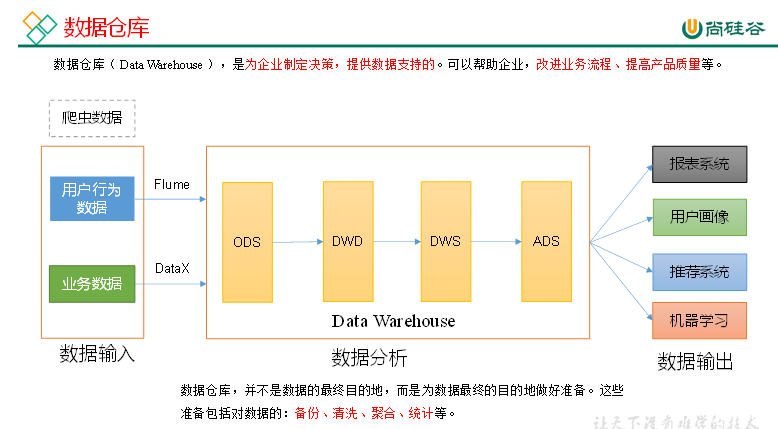 数据仓库
尚硅谷
数据仓库（ Data Warehouse ），是为企业制定决策，提供数据支持的。可以帮助企业，改进业务流程、提高产品质量等。
爬虫数据
用户行为
数据
业务数据
数据输入
Flume
DataX
ODS
DWD
DWS
ADS
Data Warehouse
数据分析
报表系统
用户画像
推荐系统
机器学习
数据输出
数据仓库，并不是数据的最终目的地，而是为数据最终的目的地做好准备。这些
准备包括对数据的：备份、清洗、聚合、统计等。
让天下没有难学的技术